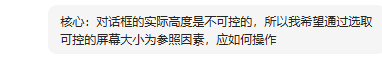 核心：对话框的实际高度是不可控的，所以我希望通过选取
可控的屏幕大小为参照因素，应如何操作